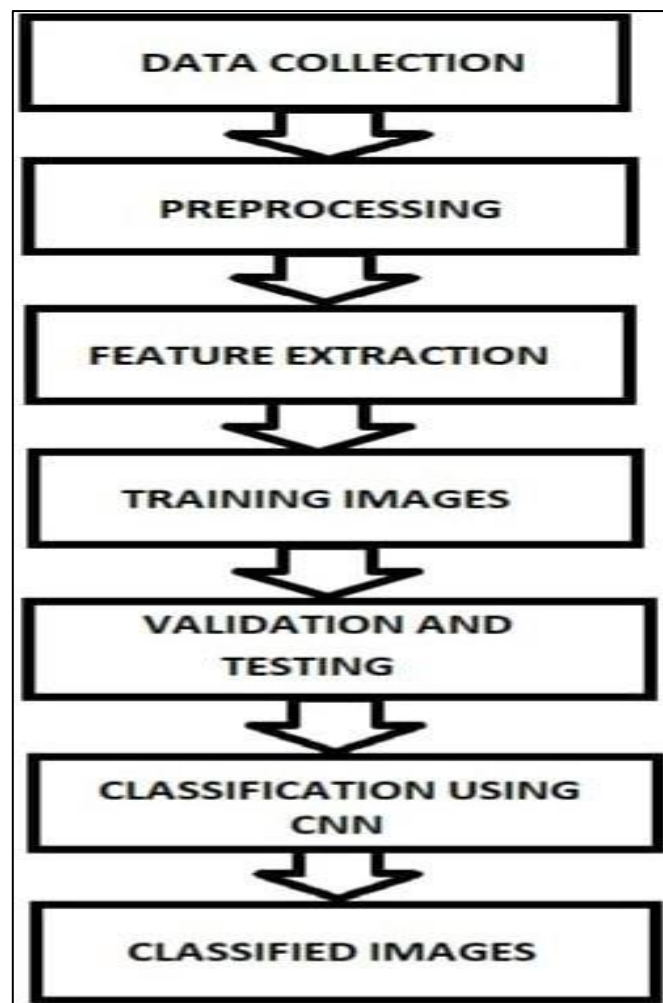 DATA COLLECTION
PREPROCESSING
FEATURE EXTRACTION
TRAINING IMAGES
VALIDATION AND
TESTING
CLASSIFICATION USING
CNN
CLASSIFIED IMAGES